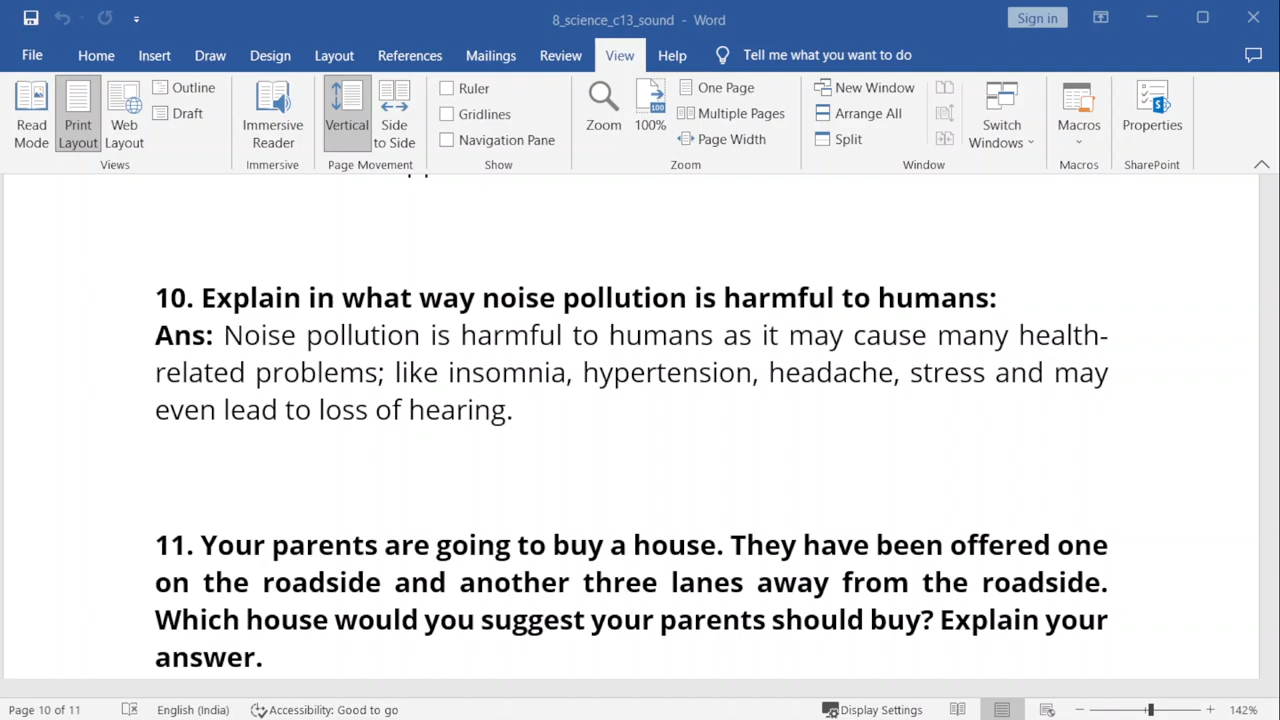 8_science_c13_sound - Word
Sign in
File Home Insert Draw Design Layout References Mailings Review View Help Tell me what you want to do
Read Mode
Print Layout
Web Layout
Outline
Draft
Views
Immersive Reader
Immersive
Vertical
Side to Side
Page Movement
Ruler
Gridlines
Navigation Pane
Show
Zoom
100
100%
One Page
Multiple Pages
Page Width
Zoom
New Window
Arrange All
Split
Switch Windows
Window
Macros
Macros
Properties
SharePoint
10. Explain in what way noise pollution is harmful to humans:
Ans: Noise pollution is harmful to humans as it may cause many health-
related problems; like insomnia, hypertension, headache, stress and may
even lead to loss of hearing.
11. Your parents are going to buy a house. They have been offered one
on the roadside and another three lanes away from the roadside.
Which house would you suggest your parents should buy? Explain your
answer.
Page 10 of 11 English (India) Accessibility: Good to go Display Settings 142%